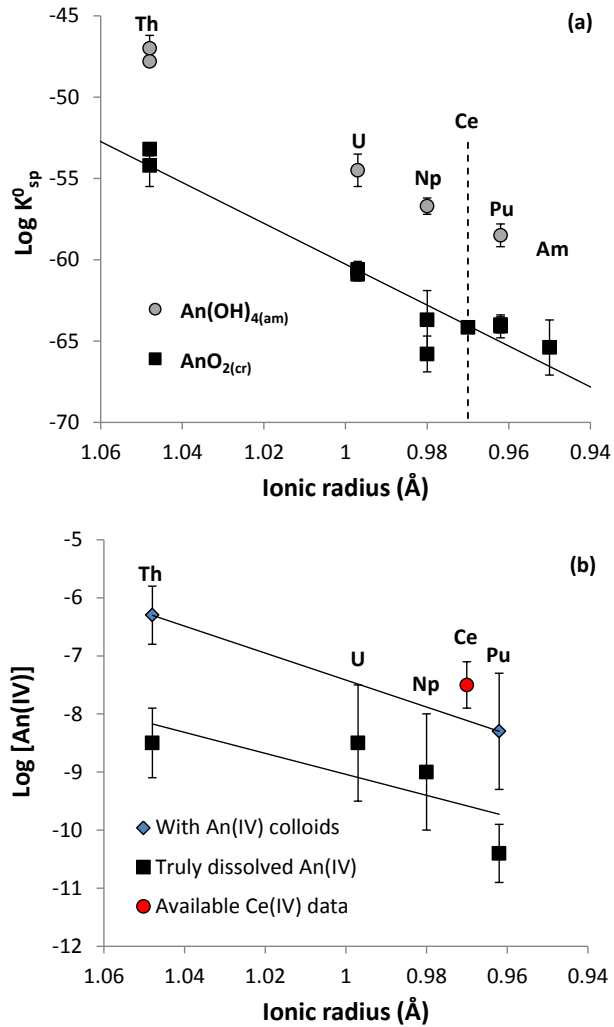 (a)
Th
U
Np
Ce
Pu
Am
Log K⁰sp
-45
-50
-55
-60
-65
-70
An(OH)4(am)
AnO2(cr)
1.06 1.04 1.02 1 0.98 0.96 0.94
Ionic radius (Å)
(b)
Th
U
Np
Ce
Pu
Log [An(IV)]
-5
-6
-7
-8
-9
-10
-11
-12
With An(IV) colloids
Truly dissolved An(IV)
Available Ce(IV) data
1.06 1.04 1.02 1 0.98 0.96 0.94
Ionic radius (Å)